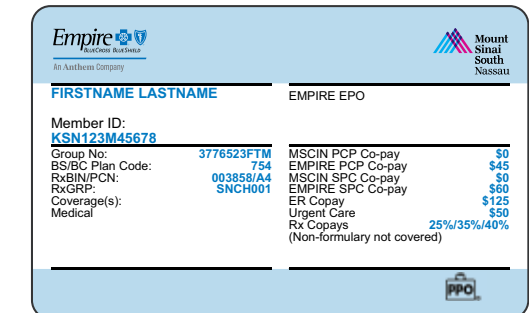 Empire
BLUECROSS BLUESHIELD
An Anthem Company
Mount
Sinai
South
Nassau
FIRSTNAME LASTNAME
EMPIRE EPO
Member ID:
KSN123M45678
Group No: 3776523FTM
BS/BC Plan Code: 754
RxBIN/PCN: 003858/A4
RxGRP: SNCH001
Coverage(s):
Medical
MSCIN PCP Co-pay $0
EMPIRE PCP Co-pay $45
MSCIN SPC Co-pay $0
EMPIRE SPC Co-pay $60
ER Copay $125
Urgent Care $50
Rx Copays 25%/35%/40%
(Non-formulary not covered)
PPO